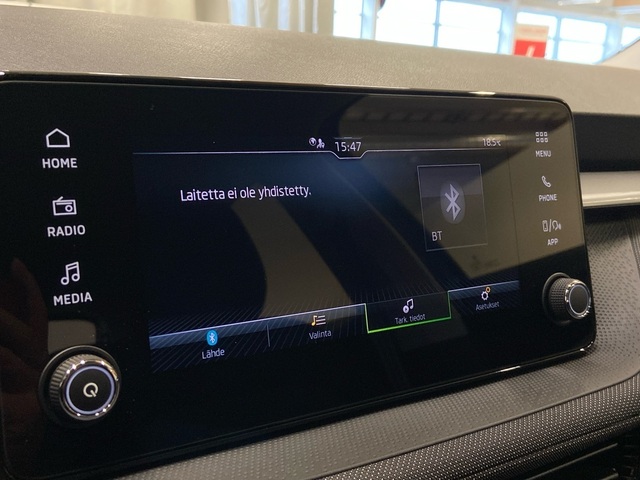 15:47
18.5°C
HOME
RADIO
MEDIA
Laitetta ei ole yhdistetty.
BT
MENU
PHONE
APP
Lähde
Valinta
Tark. tiedot
Asetukset